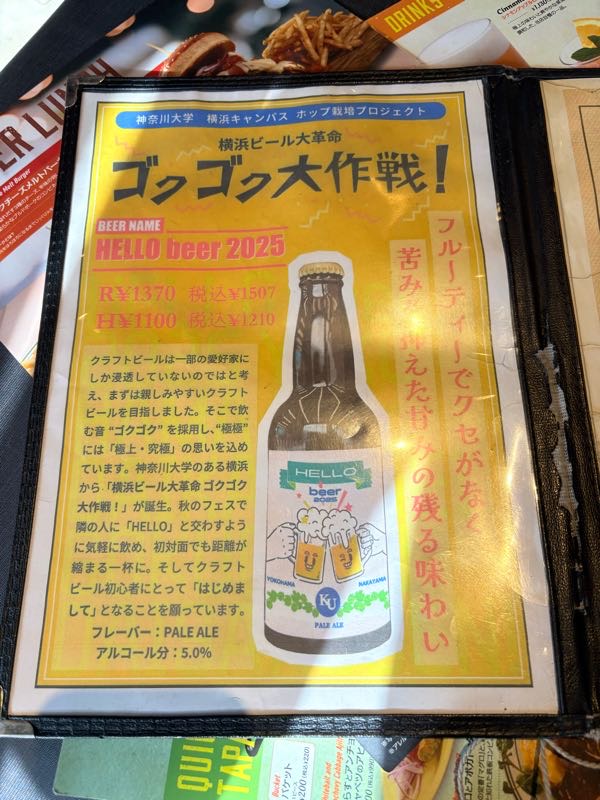 DRINKS
Cinnamon
神奈川大学 横浜キャンパス ホップ栽培プロジェクト
横浜ビール大革命
ゴクゴク大作戦！
BEER NAME
HELLO beer 2025
R¥1370 税込¥1507
H¥1100 税込¥1210
フルーティーでクセがなく
苦みを抑えた甘みの残る味わい
クラフトビールは一部の愛好家に
しか浸透していないのではと考
え、まずは親しみやすいクラフト
ビールを目指しました。そこで飲
む音“ゴクゴク”を採用し、“極極”
には「極上・究極」の思いを込め
ています。神奈川大学のある横浜
から「横浜ビール大革命 ゴクゴク
大作戦！」が誕生。秋のフェスで
隣の人に「HELLO」と交わすよう
に気軽に飲め、初対面でも距離が
縮まる一杯に。そしてクラフト
ビール初心者にとって「はじめま
して」となることを願っています。
フレーバー：PALE ALE
アルコール分：5.0%
HELLO
beer
2025
YOKOHAMA
NAKAYAMA
KU
PALE ALE